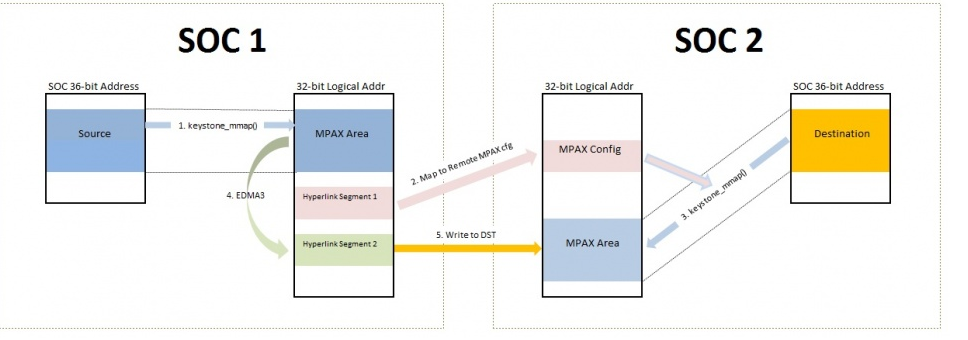 SOC 1
SOC 2
SOC 36-bit Address
32-bit Logical Addr
32-bit Logical Addr
SOC 36-bit Address
Source
1. keystone_mmap()
MPAX Area
Destination
MPAX Config
2. Map to Remote MPAX cfg
3. keystone_mmap()
4. EDMA3
Hyperlink Segment 1
Hyperlink Segment 2
5. Write to DST
MPAX Area